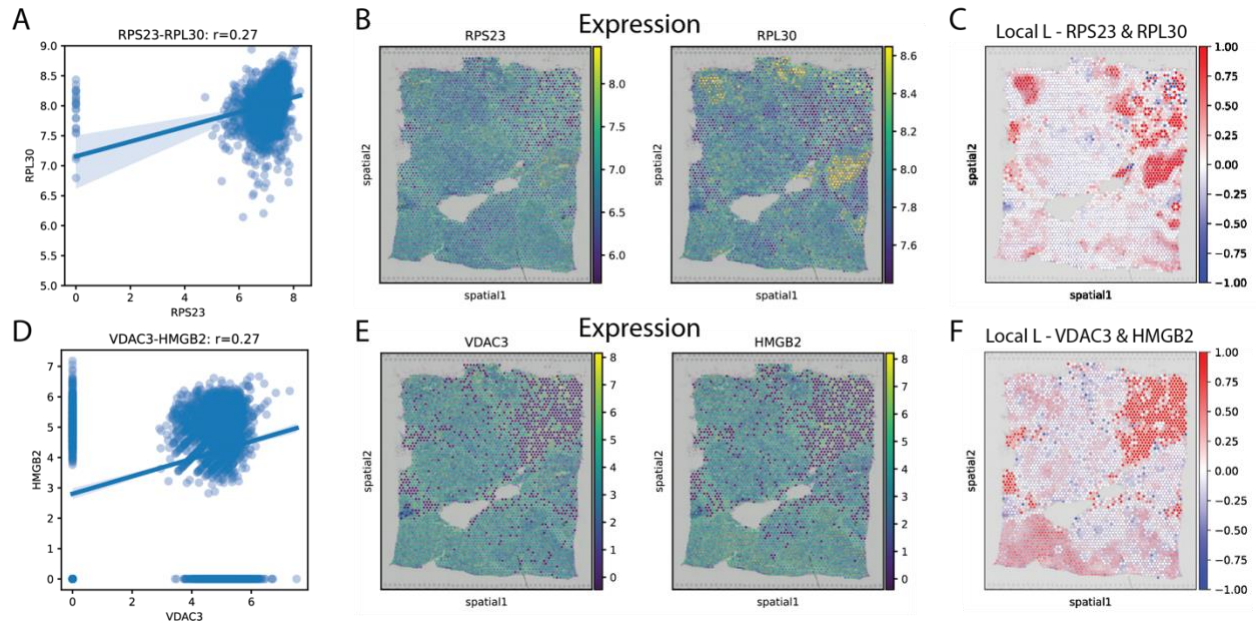 A
RPS23-RPL30: r=0.27
9.0
8.5
8.0
7.5
7.0
6.5
6.0
5.5
5.0
RPL30
0 2 4 6 8
RPS23
B
Expression
RPS23
spatial2
spatial1
8.0
7.5
7.0
6.5
6.0
RPL30
spatial2
spatial1
8.6
8.4
8.2
8.0
7.8
7.6
C
Local L - RPS23 & RPL30
spatial2
spatial1
1.00
0.75
0.50
0.25
0.00
−0.25
−0.50
−0.75
−1.00
D
VDAC3-HMGB2: r=0.27
7
6
5
4
3
2
1
0
HMGB2
0 2 4 6
VDAC3
E
Expression
VDAC3
spatial2
spatial1
8
7
6
5
4
3
2
1
0
HMGB2
spatial2
spatial1
8
7
6
5
4
3
2
1
0
F
Local L - VDAC3 & HMGB2
spatial2
spatial1
1.00
0.75
0.50
0.25
0.00
−0.25
−0.50
−0.75
−1.00